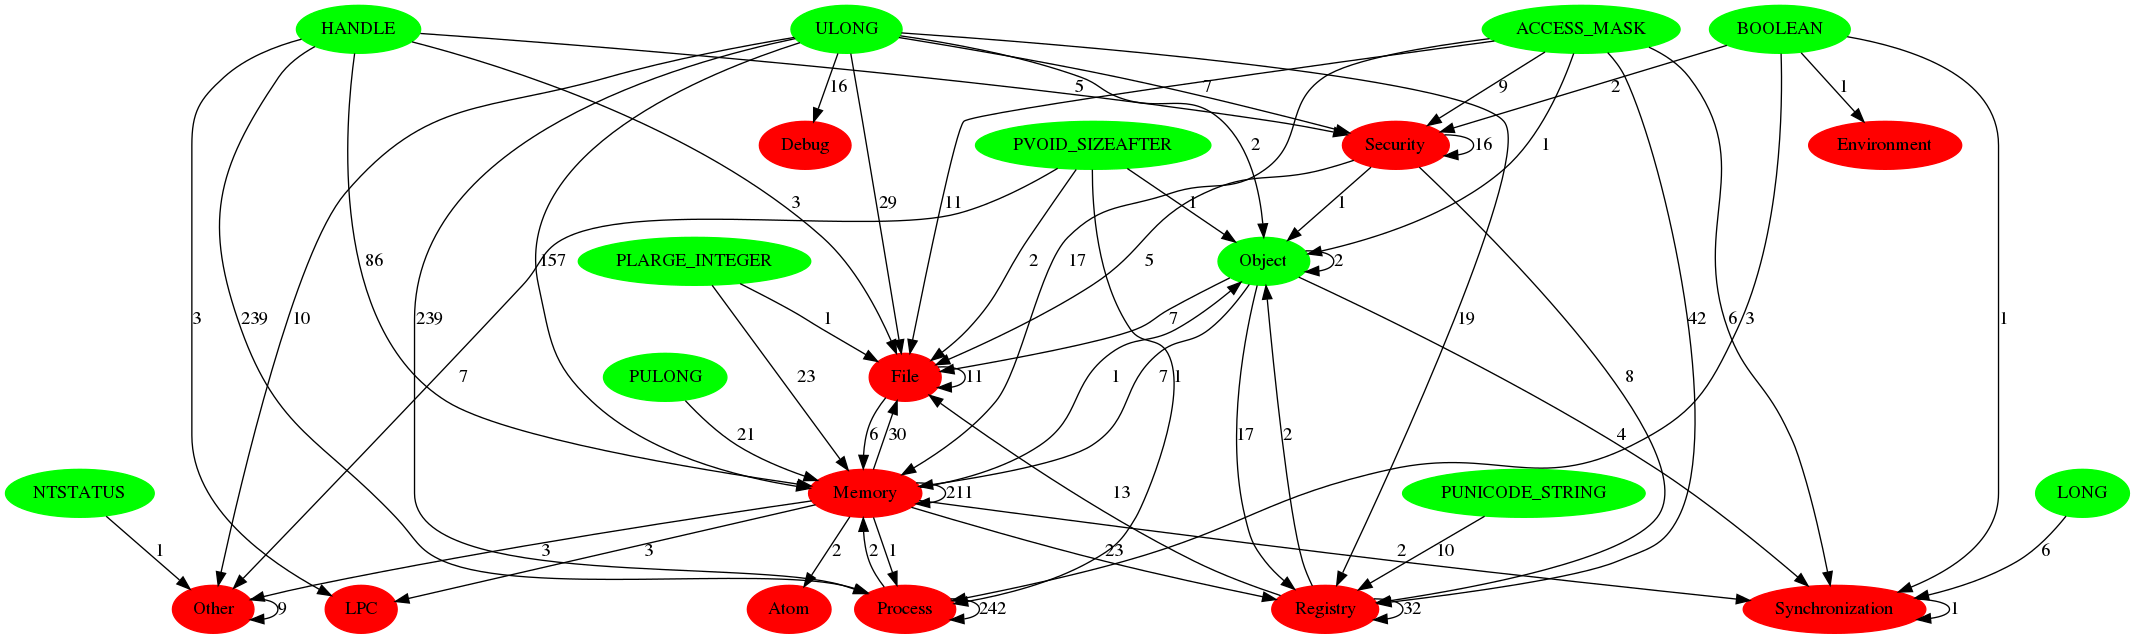 HANDLE ULONG ACCESS_MASK BOOLEAN
16 5 7 9 2 1
Debug PVOID_SIZEAFTER Security 16 Environment
3 29 11 1 2 1 1
86 PLARGE_INTEGER 157 2 17 5 Object 2
3 239 10 239 1 7 19 42 6 3 1
PULONG File 11 1 7 1 8
21 23 6 30 17 2 4
NTSTATUS Memory 211 13 PUNICODE_STRING LONG
7
1 3 3 2 2 1 23 10 2 6
Other 9 LPC Atom Process 242 Registry 32 Synchronization 1